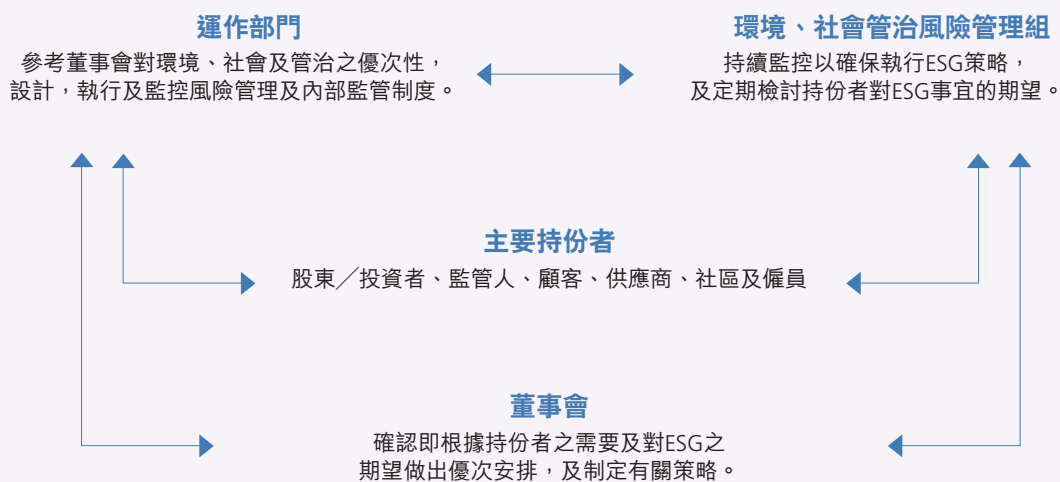 運作部門
參考董事會對環境、社會及管治之優次性，
設計，執行及監控風險管理及內部監管制度。
環境、社會管治風險管理組
持續監控以確保執行ESG策略，
及定期檢討持份者對ESG事宜的期望。
主要持份者
股東／投資者、監管人、顧客、供應商、社區及僱員
董事會
確認即根據持份者之需要及對ESG之
期望做出優次安排，及制定有關策略。